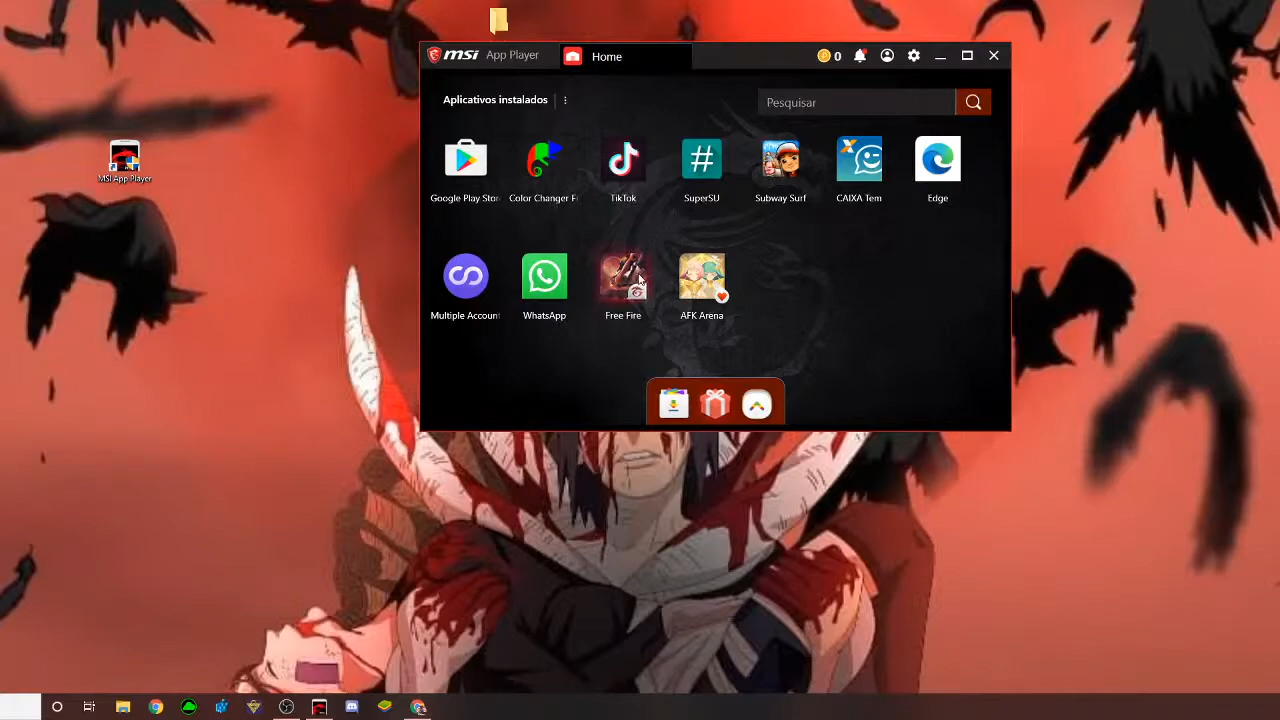 msi App Player
Home
0
Aplicativos instalados
Pesquisar
Google Play Stor
Color Changer F
TikTok
SuperSU
Subway Surf
CAIXA Tem
Edge
MSI App Player
Multiple Account
WhatsApp
Free Fire
AFK Arena